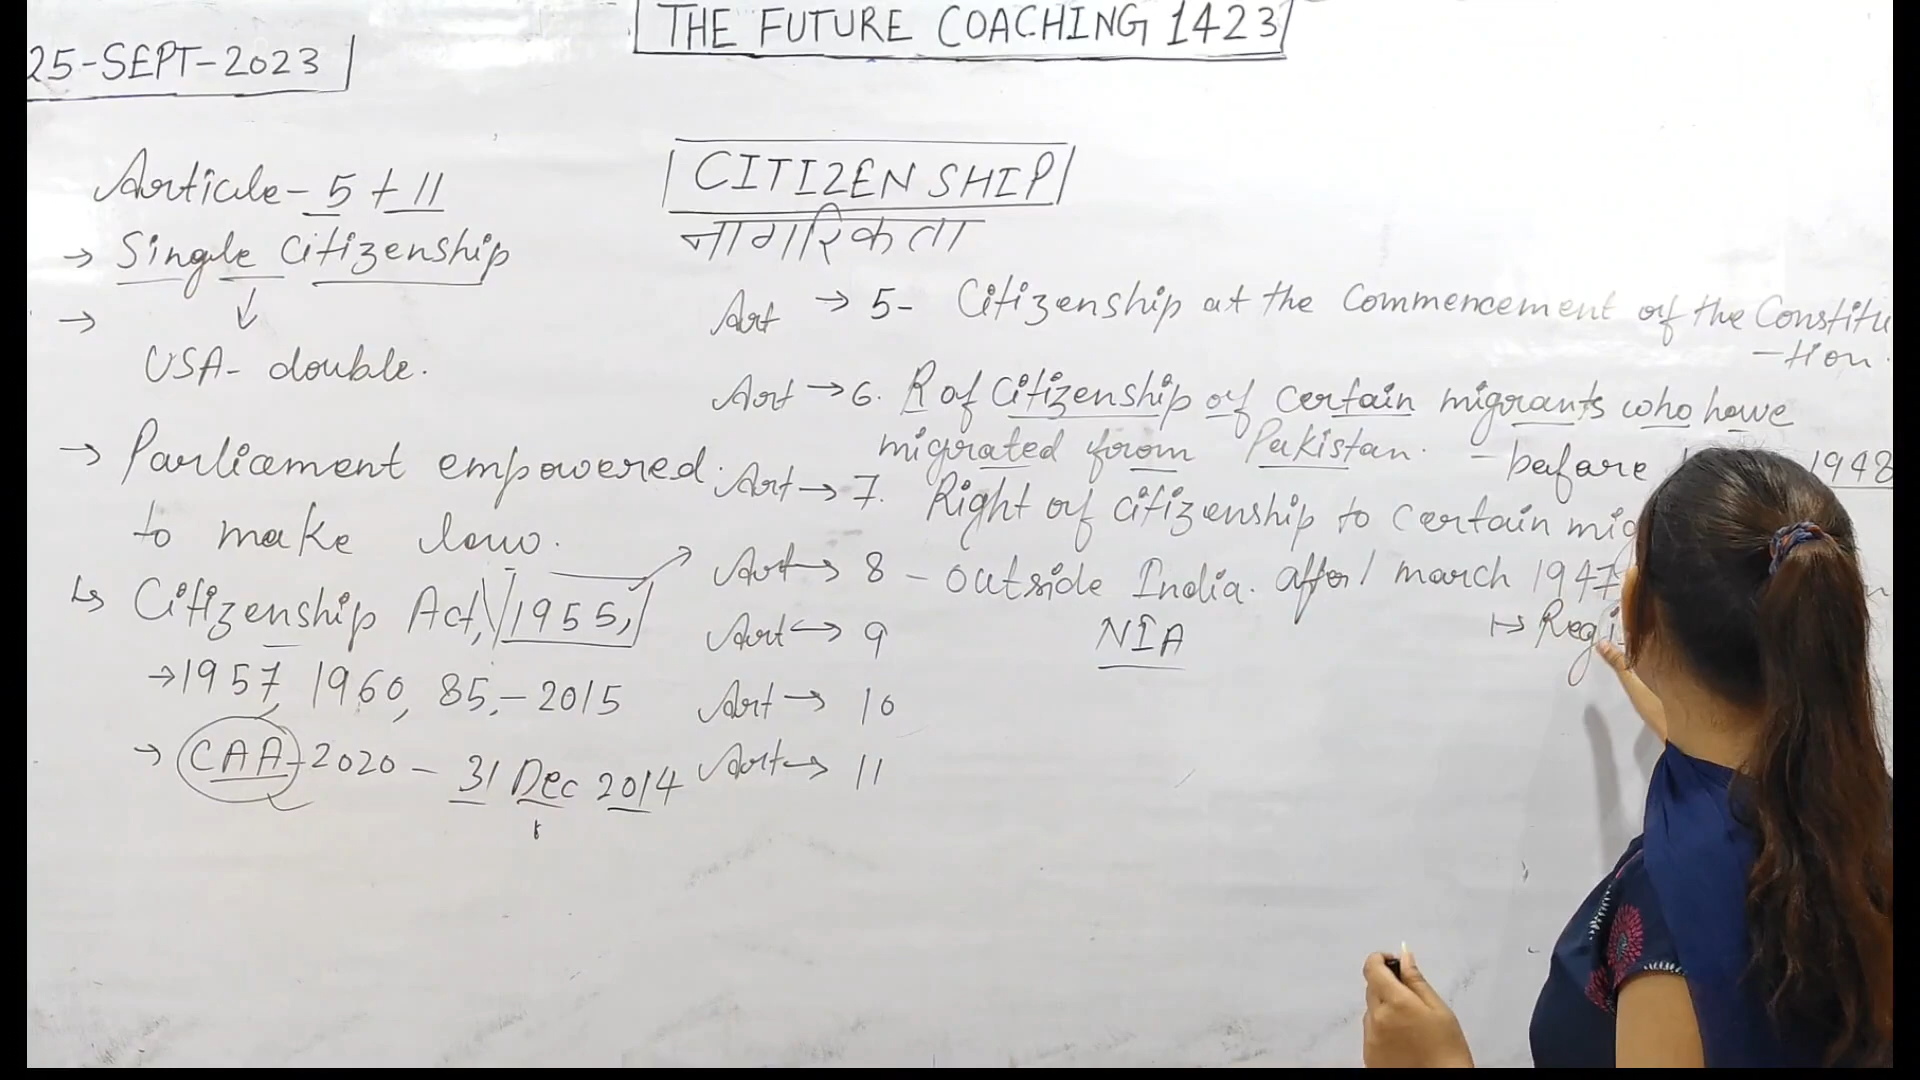 THE FUTURE COACHING 1423
25-SEPT-2023
Article-5 + 11
→ Single Citizenship
↓
→
USA- double.
→ Parliament empowered.
to make law.
↳ Citizenship Act, 1955,
→ 1957, 1960, 85.-2015
→ CAA-2020 - 31 Dec 2014
CITIZENSHIP
नागरिकता
Art → 5- Citizenship at the Commencement of the Constitu
-tion.
Art → 6. R of Citizenship of certain migrants who have
migrated from Pakistan. - before 1948
Art → 7. Right of citizenship to certain mig
Art → 8 - outside India. after 1 march 1947
Art → 9 NIA ↦ Regi
Art → 10
Art → 11